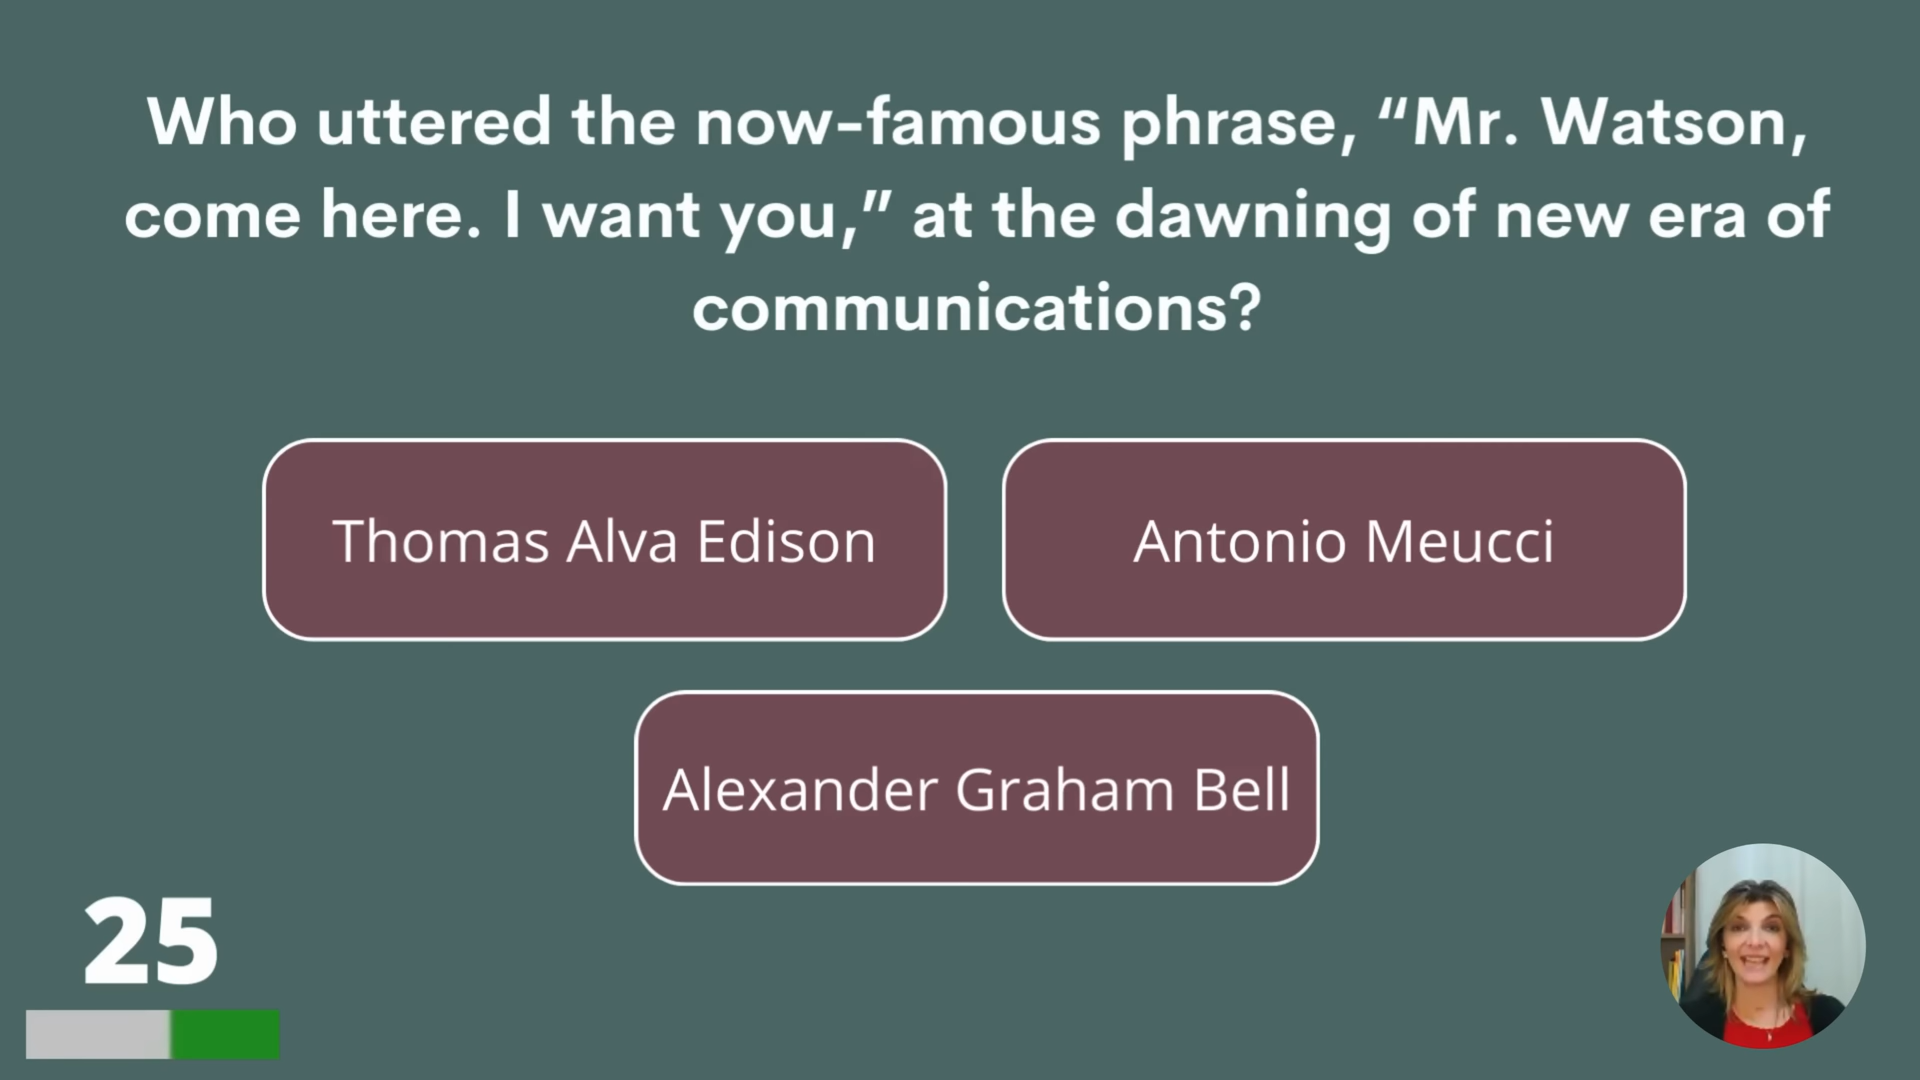 Who uttered the now-famous phrase, “Mr. Watson,
come here. I want you,” at the dawning of new era of
communications?
Thomas Alva Edison
Antonio Meucci
Alexander Graham Bell
25